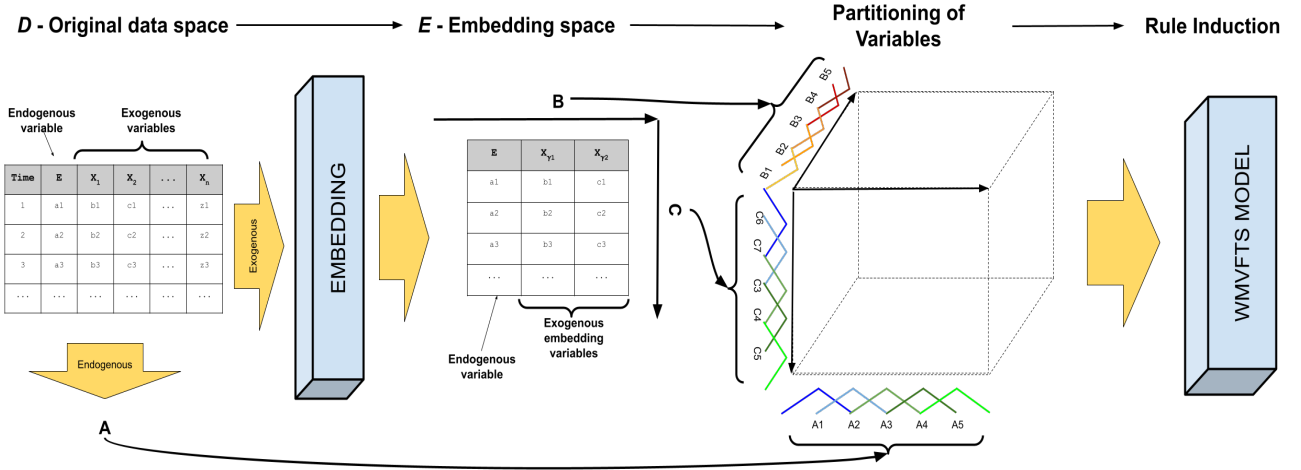 D - Original data space
E - Embedding space
Partitioning of
Variables
Rule Induction
Endogenous
variable
Exogenous
variables
Time E X1 X2 ... Xn
1 a1 b1 c1 ... z1
2 a2 b2 c2 ... z2
3 a3 b3 c3 ... z3
... ... ... ... ... ...
Exogenous
Endogenous
A
EMBEDDING
B
E Xγ1 Xγ2
a1 b1 c1
a2 b2 c2
a3 b3 c3
... ... ...
Endogenous
variable
Exogenous
embedding
variables
C
B5
B4
B3
B2
B1
C6
C7
C3
C4
C5
A1 A2 A3 A4 A5
WMVFTS MODEL